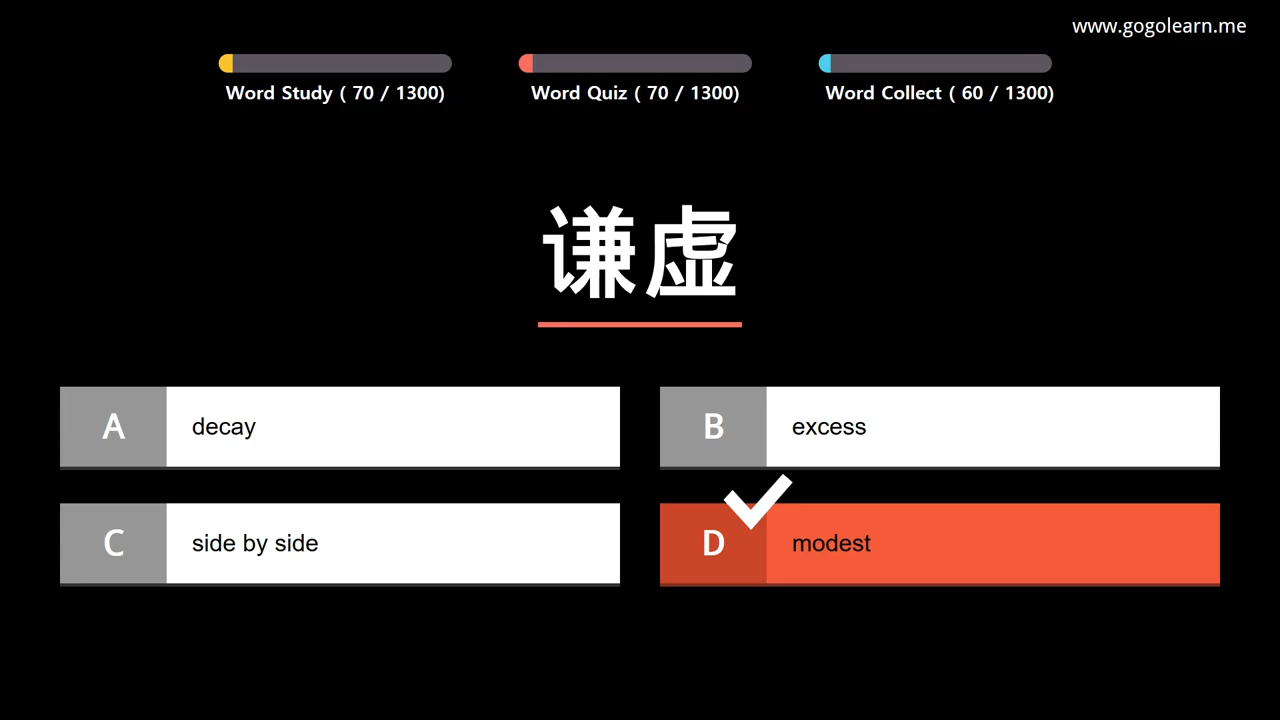 www.gogolearn.me
Word Study ( 70 / 1300)
Word Quiz ( 70 / 1300)
Word Collect ( 60 / 1300)
谦虚
A decay
B excess
C side by side
D modest